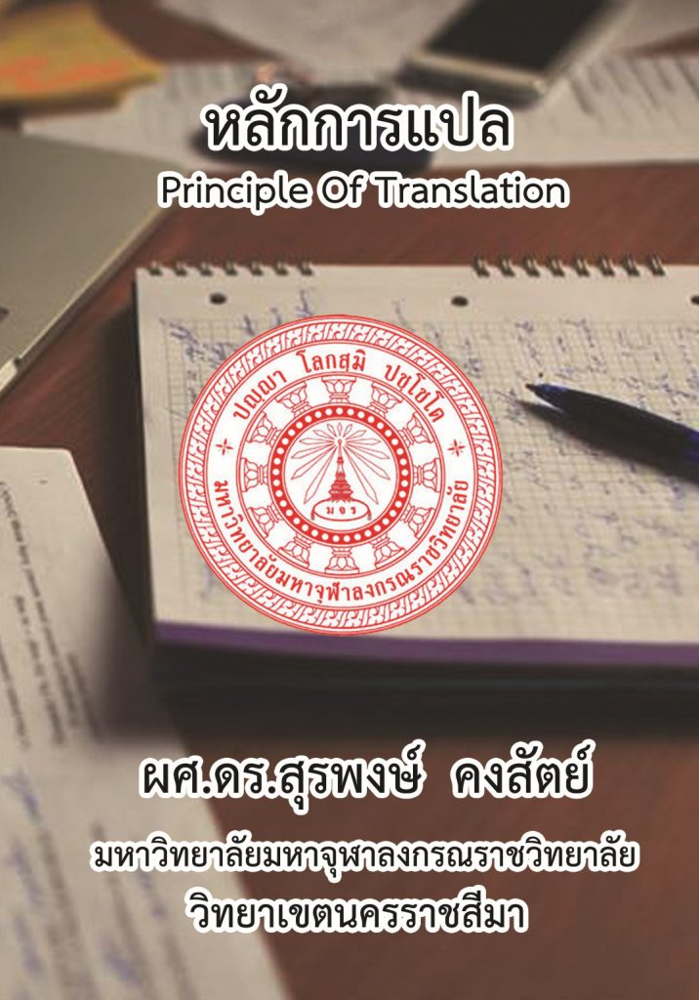 หลักการแปล
Principle Of Translation
ปญฺญา โลกสฺมิ ปชฺโชโต
มจร
มหาวิทยาลัยมหาจุฬาลงกรณราชวิทยาลัย
ผศ.ดร.สุรพงษ์ คงสัตย์
มหาวิทยาลัยมหาจุฬาลงกรณราชวิทยาลัย
วิทยาเขตนครราชสีมา